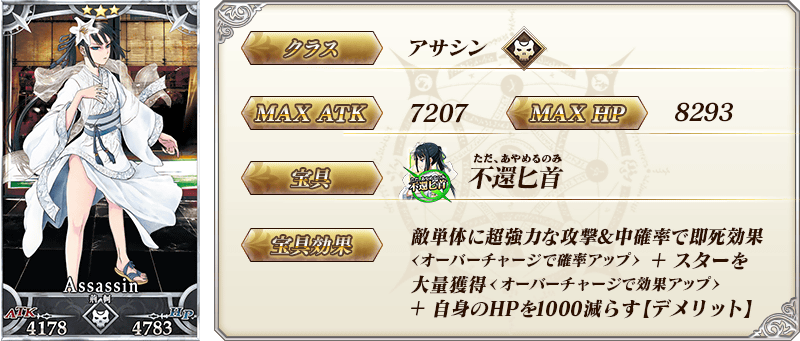 Assassin
荊軻
ATK
HP
4178
4783
クラス
アサシン
MAX ATK
7207
MAX HP
8293
宝具
不還匕首
ただ、あやめるのみ
不還匕首
宝具効果
敵単体に超強力な攻撃&中確率で即死効果
<オーバーチャージで確率アップ> ＋ スターを
大量獲得<オーバーチャージで効果アップ>
＋ 自身のHPを1000減らす【デメリット】